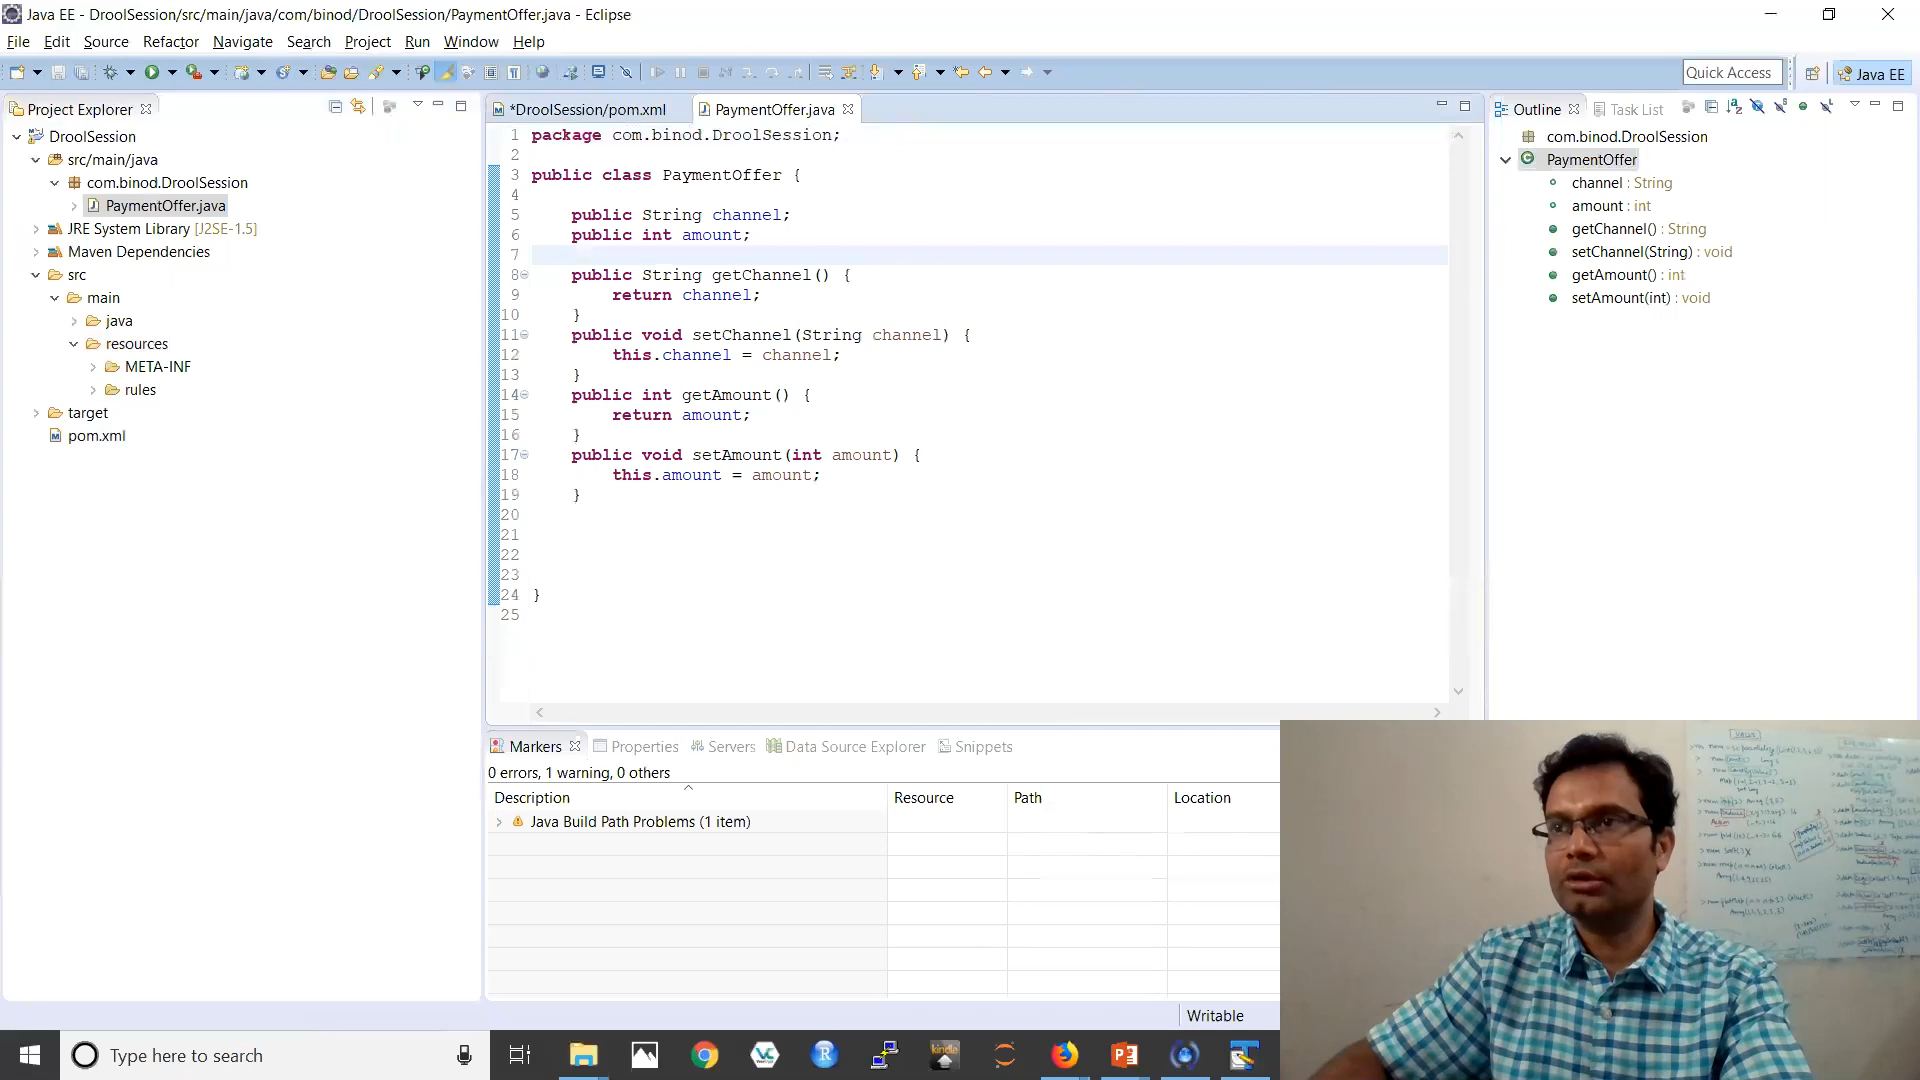 Java EE - DroolSession/src/main/java/com/binod/DroolSession/PaymentOffer.java - Eclipse
File Edit Source Refactor Navigate Search Project Run Window Help
Quick Access
Java EE
Project Explorer
DroolSession
src/main/java
com.binod.DroolSession
PaymentOffer.java
JRE System Library [J2SE-1.5]
Maven Dependencies
src
main
java
resources
META-INF
rules
target
pom.xml
*DroolSession/pom.xml
PaymentOffer.java
1 package com.binod.DroolSession;
2
3 public class PaymentOffer {
4
5 public String channel;
6 public int amount;
7
8 public String getChannel() {
9 return channel;
10 }
11 public void setChannel(String channel) {
12 this.channel = channel;
13 }
14 public int getAmount() {
15 return amount;
16 }
17 public void setAmount(int amount) {
18 this.amount = amount;
19 }
20
21
22
23
24 }
25
Outline
Task List
com.binod.DroolSession
PaymentOffer
channel : String
amount : int
getChannel() : String
setChannel(String) : void
getAmount() : int
setAmount(int) : void
Markers
Properties
Servers
Data Source Explorer
Snippets
0 errors, 1 warning, 0 others
Description Resource Path Location
Java Build Path Problems (1 item)
Writable
Type here to search
kindle